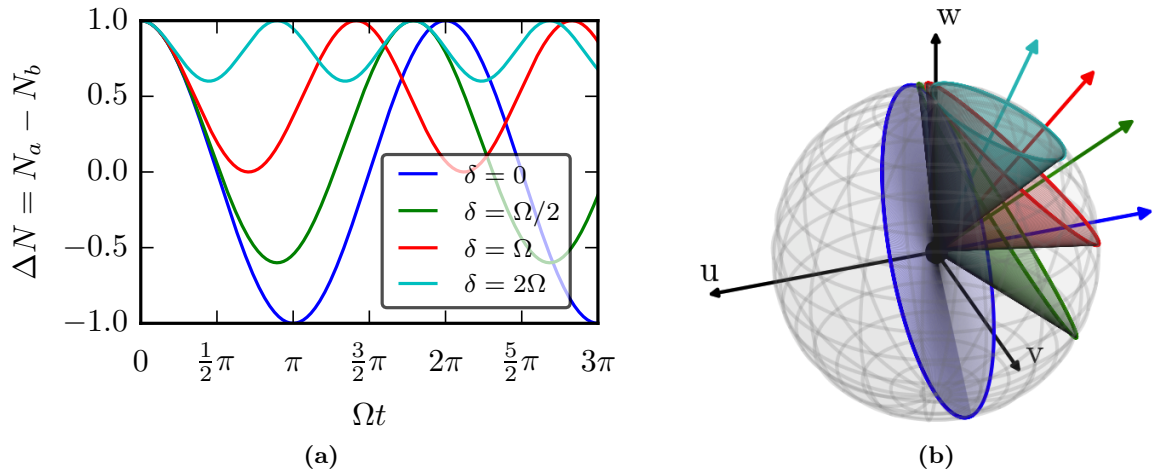 1.0
0.5
0.0
−0.5
−1.0
ΔN = N_a − N_b
δ = 0
δ = Ω/2
δ = Ω
δ = 2Ω
0 1/2π π 3/2π 2π 5/2π 3π
Ωt
(a)
w
u
v
(b)